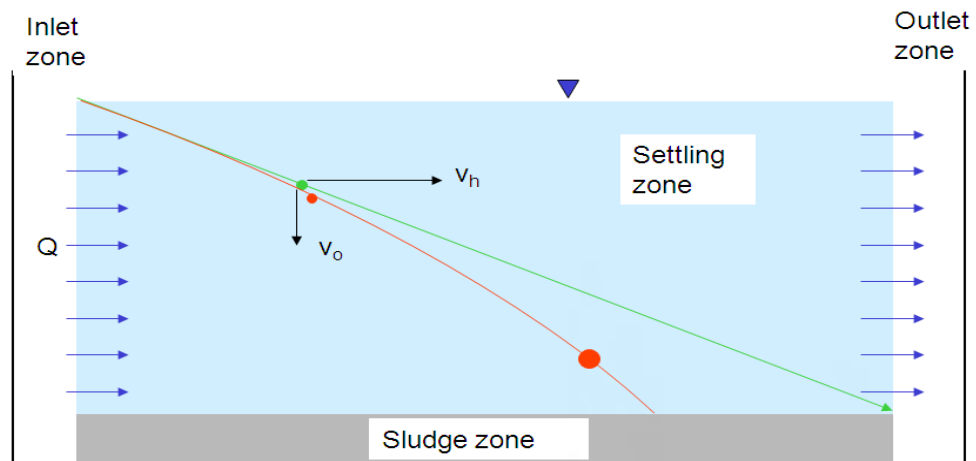 Inlet
zone
Outlet
zone
Settling
zone
vh
vo
Q
Sludge zone